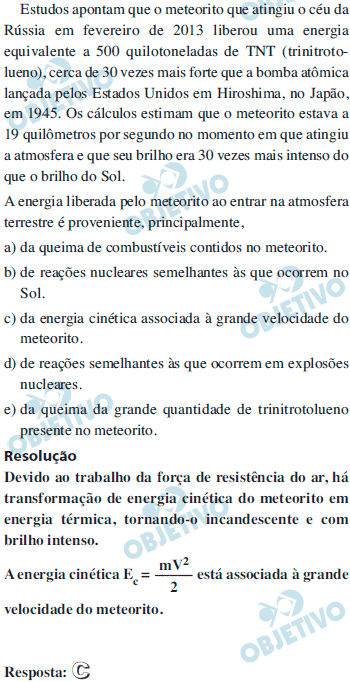 Estudos apontam que o meteorito que atingiu o céu da
Rússia em fevereiro de 2013 liberou uma energia
equivalente a 500 quilotoneladas de TNT (trinitroto-
lueno), cerca de 30 vezes mais forte que a bomba atômica
lançada pelos Estados Unidos em Hiroshima, no Japão,
em 1945. Os cálculos estimam que o meteorito estava a
19 quilômetros por segundo no momento em que atingiu
a atmosfera e que seu brilho era 30 vezes mais intenso do
que o brilho do Sol.
A energia liberada pelo meteorito ao entrar na atmosfera
terrestre é proveniente, principalmente,
a) da queima de combustíveis contidos no meteorito.
b) de reações nucleares semelhantes às que ocorrem no
Sol.
c) da energia cinética associada à grande velocidade do
meteorito.
d) de reações semelhantes às que ocorrem em explosões
nucleares.
e) da queima da grande quantidade de trinitrotolueno
presente no meteorito.
Resolução
Devido ao trabalho da força de resistência do ar, há
transformação de energia cinética do meteorito em
energia térmica, tornando-o incandescente e com
brilho intenso.
A energia cinética E_c = mV²/2 está associada à grande
velocidade do meteorito.
Resposta: C
OBJETIVO
OBJETIVO
OBJETIVO
OBJETIVO
OBJETIVO
OBJETIVO
OBJETIVO
OBJETIVO